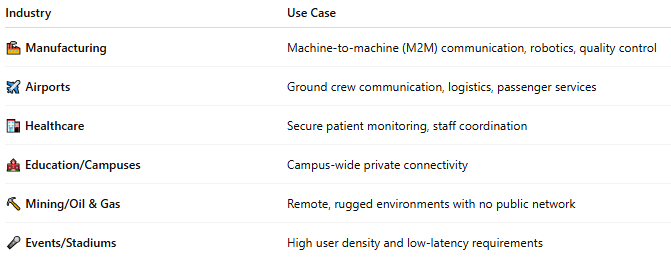 Industry Use Case
Manufacturing Machine-to-machine (M2M) communication, robotics, quality control
Airports Ground crew communication, logistics, passenger services
Healthcare Secure patient monitoring, staff coordination
Education/Campuses Campus-wide private connectivity
Mining/Oil & Gas Remote, rugged environments with no public network
Events/Stadiums High user density and low-latency requirements